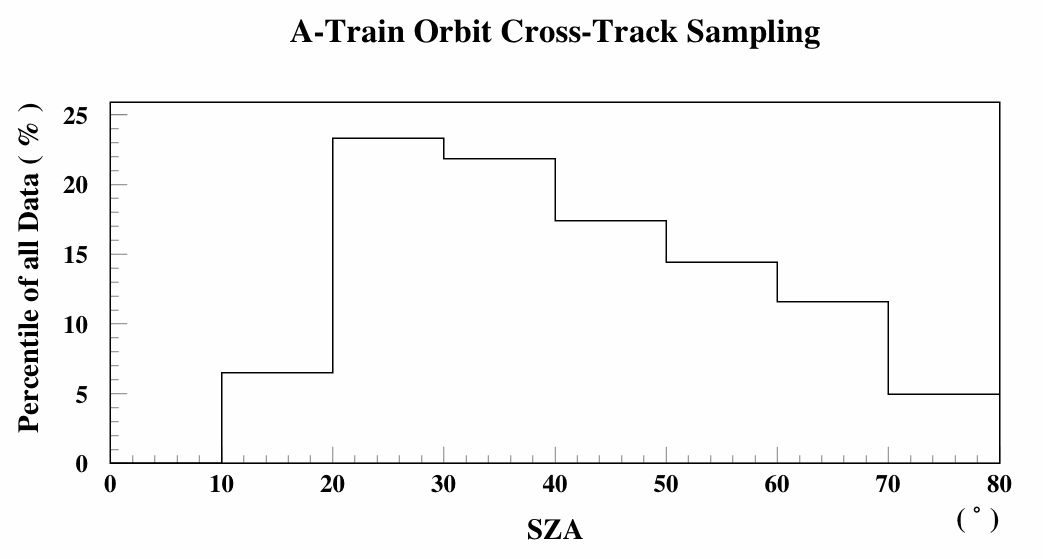 A-Train Orbit Cross-Track Sampling
Percentile of all Data ( % )
25
20
15
10
5
0
0 10 20 30 40 50 60 70 80
( ° )
SZA